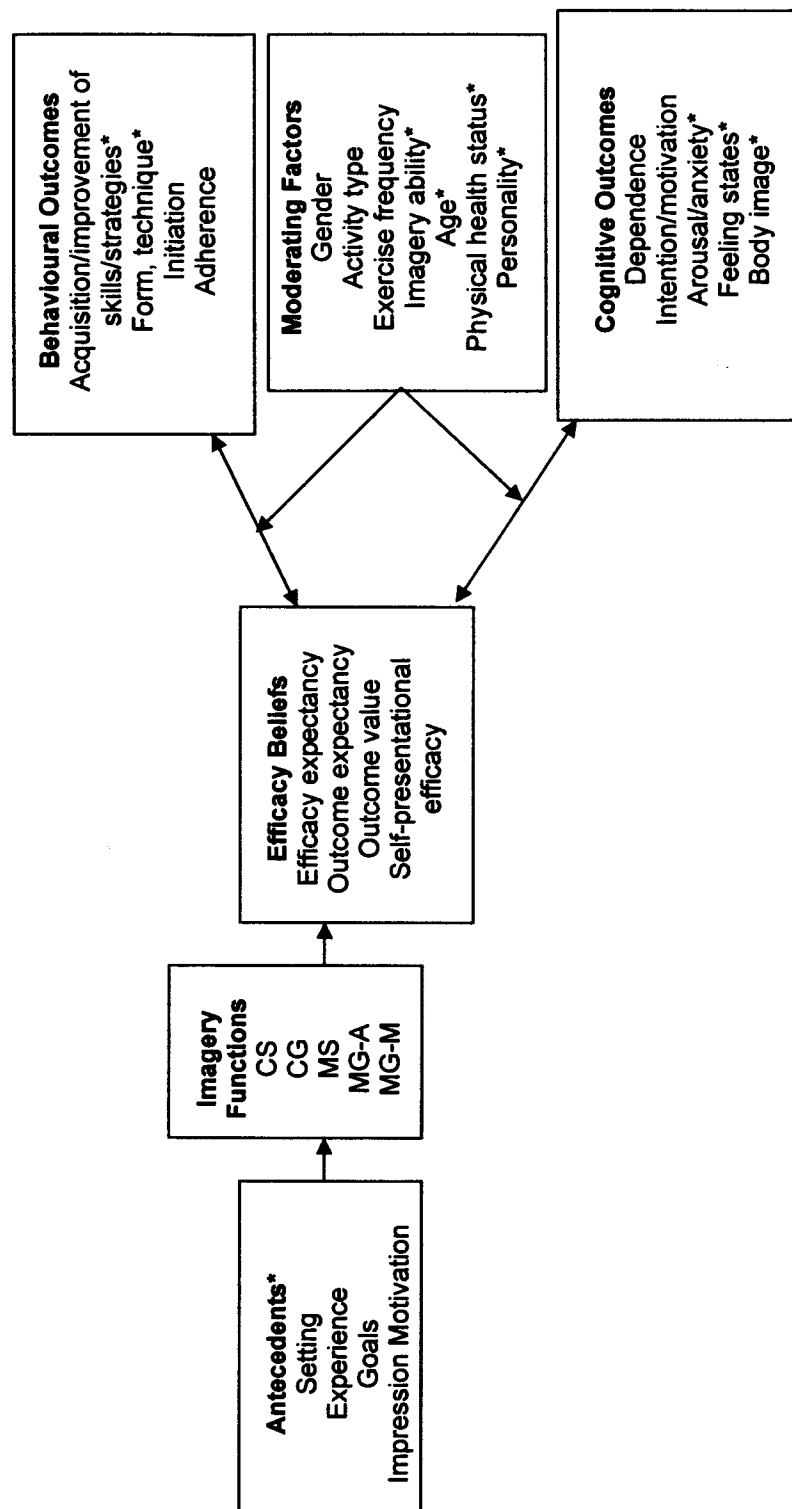 Antecedents*
Setting
Experience
Goals
Impression Motivation
Imagery
Functions
CS
CG
MS
MG-A
MG-M
Efficacy Beliefs
Efficacy expectancy
Outcome expectancy
Outcome value
Self-presentational
efficacy
Behavioural Outcomes
Acquisition/improvement of
skills/strategies*
Form, technique*
Initiation
Adherence
Moderating Factors
Gender
Activity type
Exercise frequency
Imagery ability*
Age*
Physical health status*
Personality*
Cognitive Outcomes
Dependence
Intention/motivation
Arousal/anxiety*
Feeling states*
Body image*